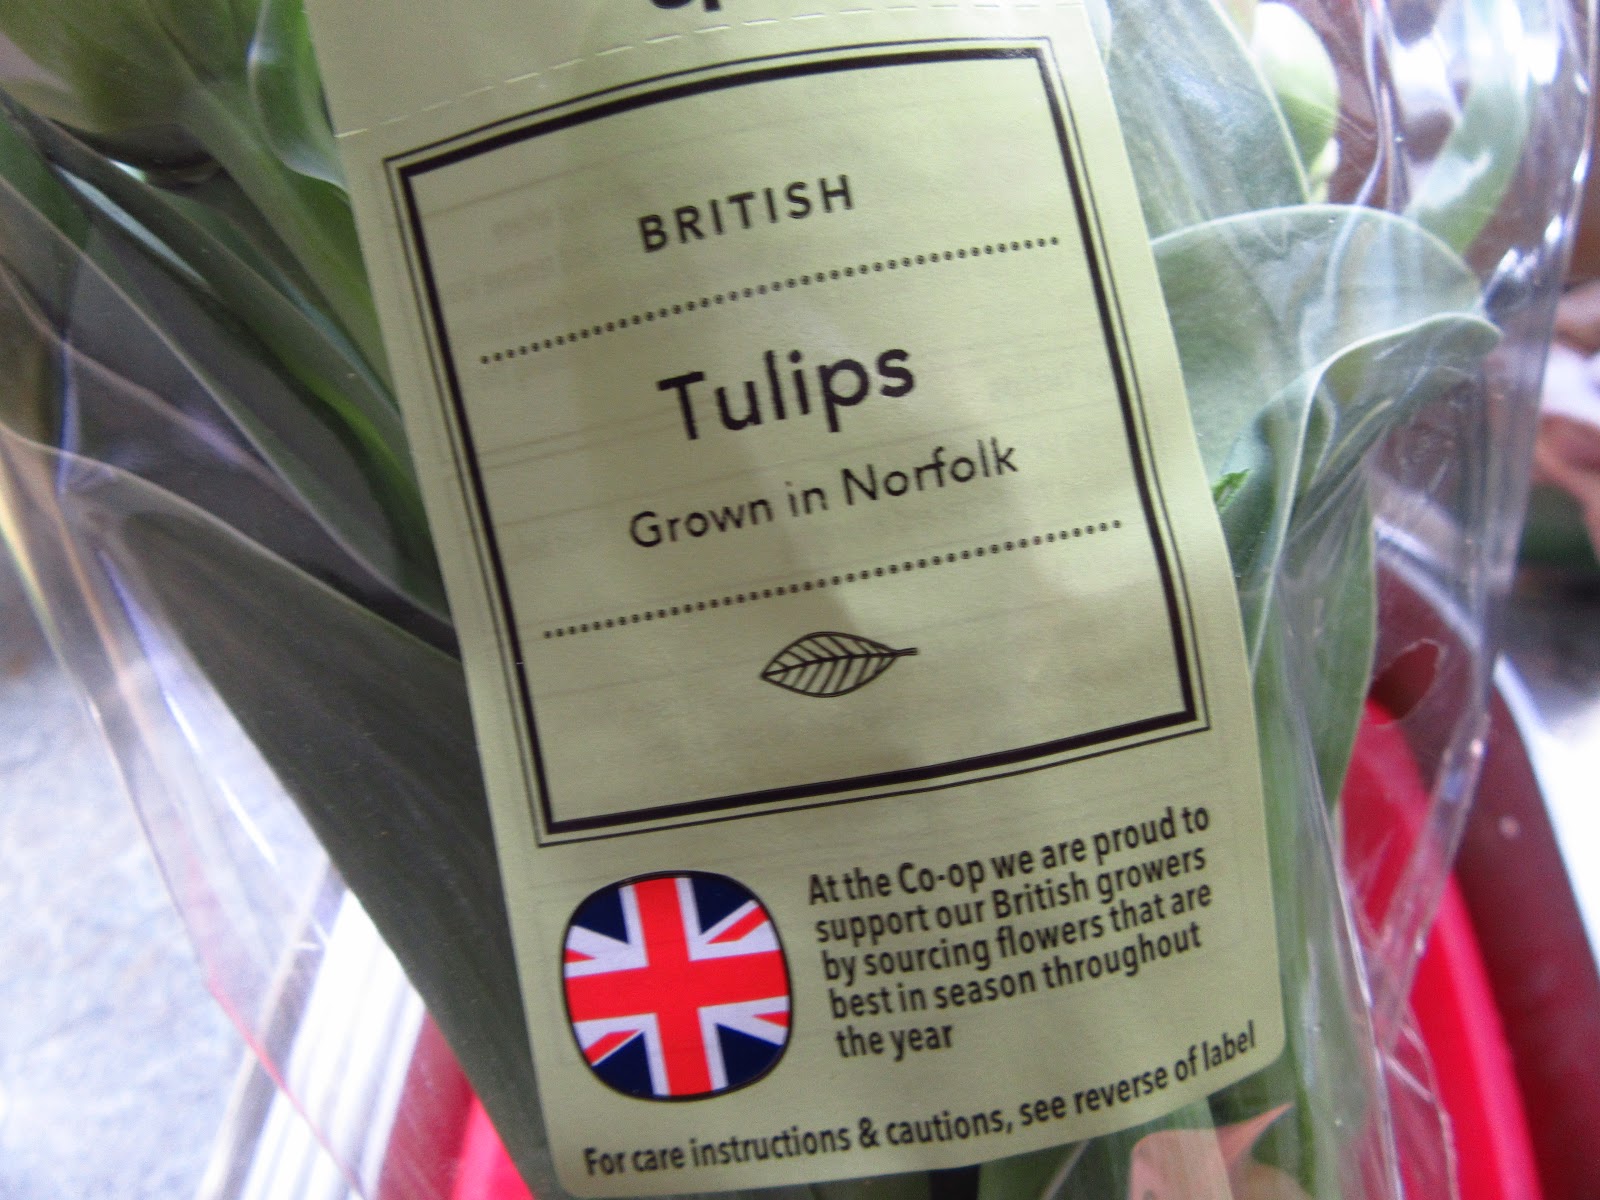 BRITISH
Tulips
Grown in Norfolk
At the Co-op we are proud to
support our British growers
by sourcing flowers that are
best in season throughout
the year
For care instructions & cautions, see reverse of label